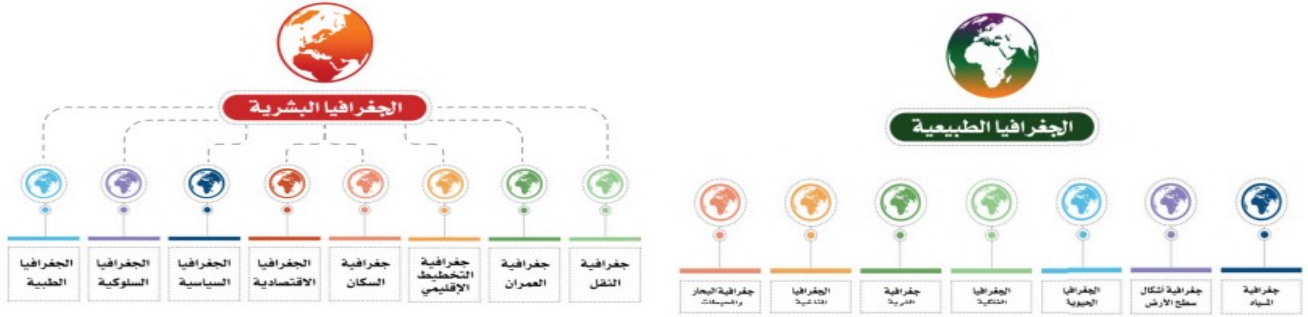 الجغرافيا الطبيعية
جغرافية
المياه
جغرافية أشكال
سطح الأرض
الجغرافيا
الحيوية
الجغرافيا
الفلكية
جغرافية
التربة
الجغرافيا
المناخية
جغرافية البحار
والمحيطات
الجغرافيا البشرية
جغرافية
النقل
جغرافية
العمران
جغرافية
التخطيط
الإقليمي
جغرافية
السكان
الجغرافيا
الاقتصادية
الجغرافيا
السياسية
الجغرافيا
السلوكية
الجغرافيا
الطبية